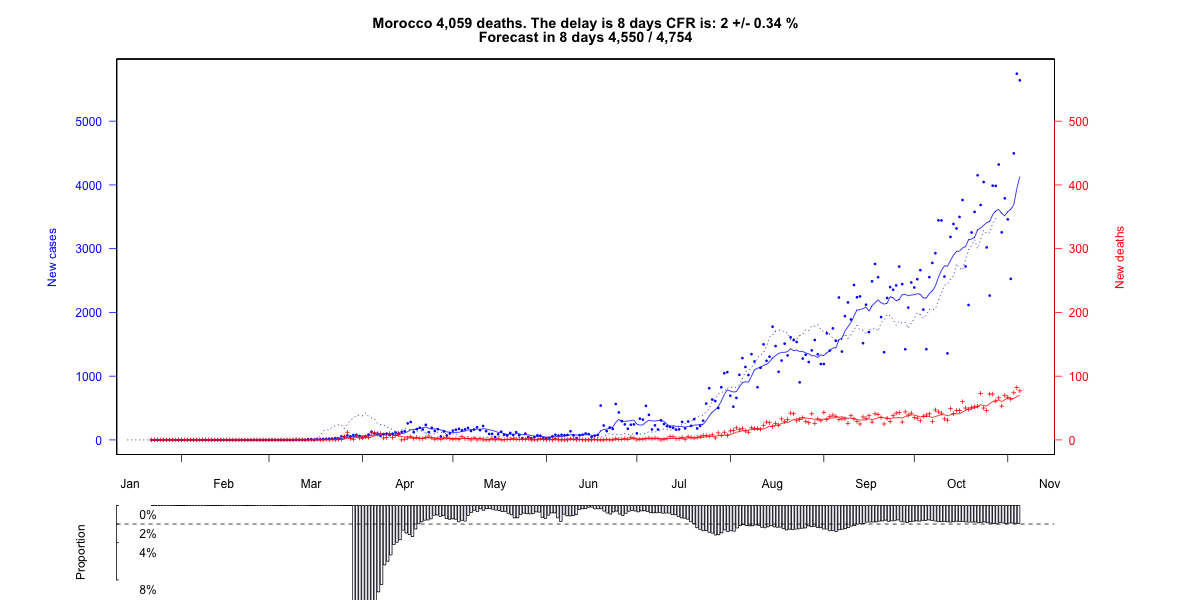 Morocco 4,059 deaths. The delay is 8 days CFR is: 2 +/- 0.34 %
Forecast in 8 days 4,550 / 4,754
New cases
5000
4000
3000
2000
1000
0
500
400
300
200
100
0
New deaths
Jan Feb Mar Apr May Jun Jul Aug Sep Oct Nov
Proportion
0%
2%
4%
8%